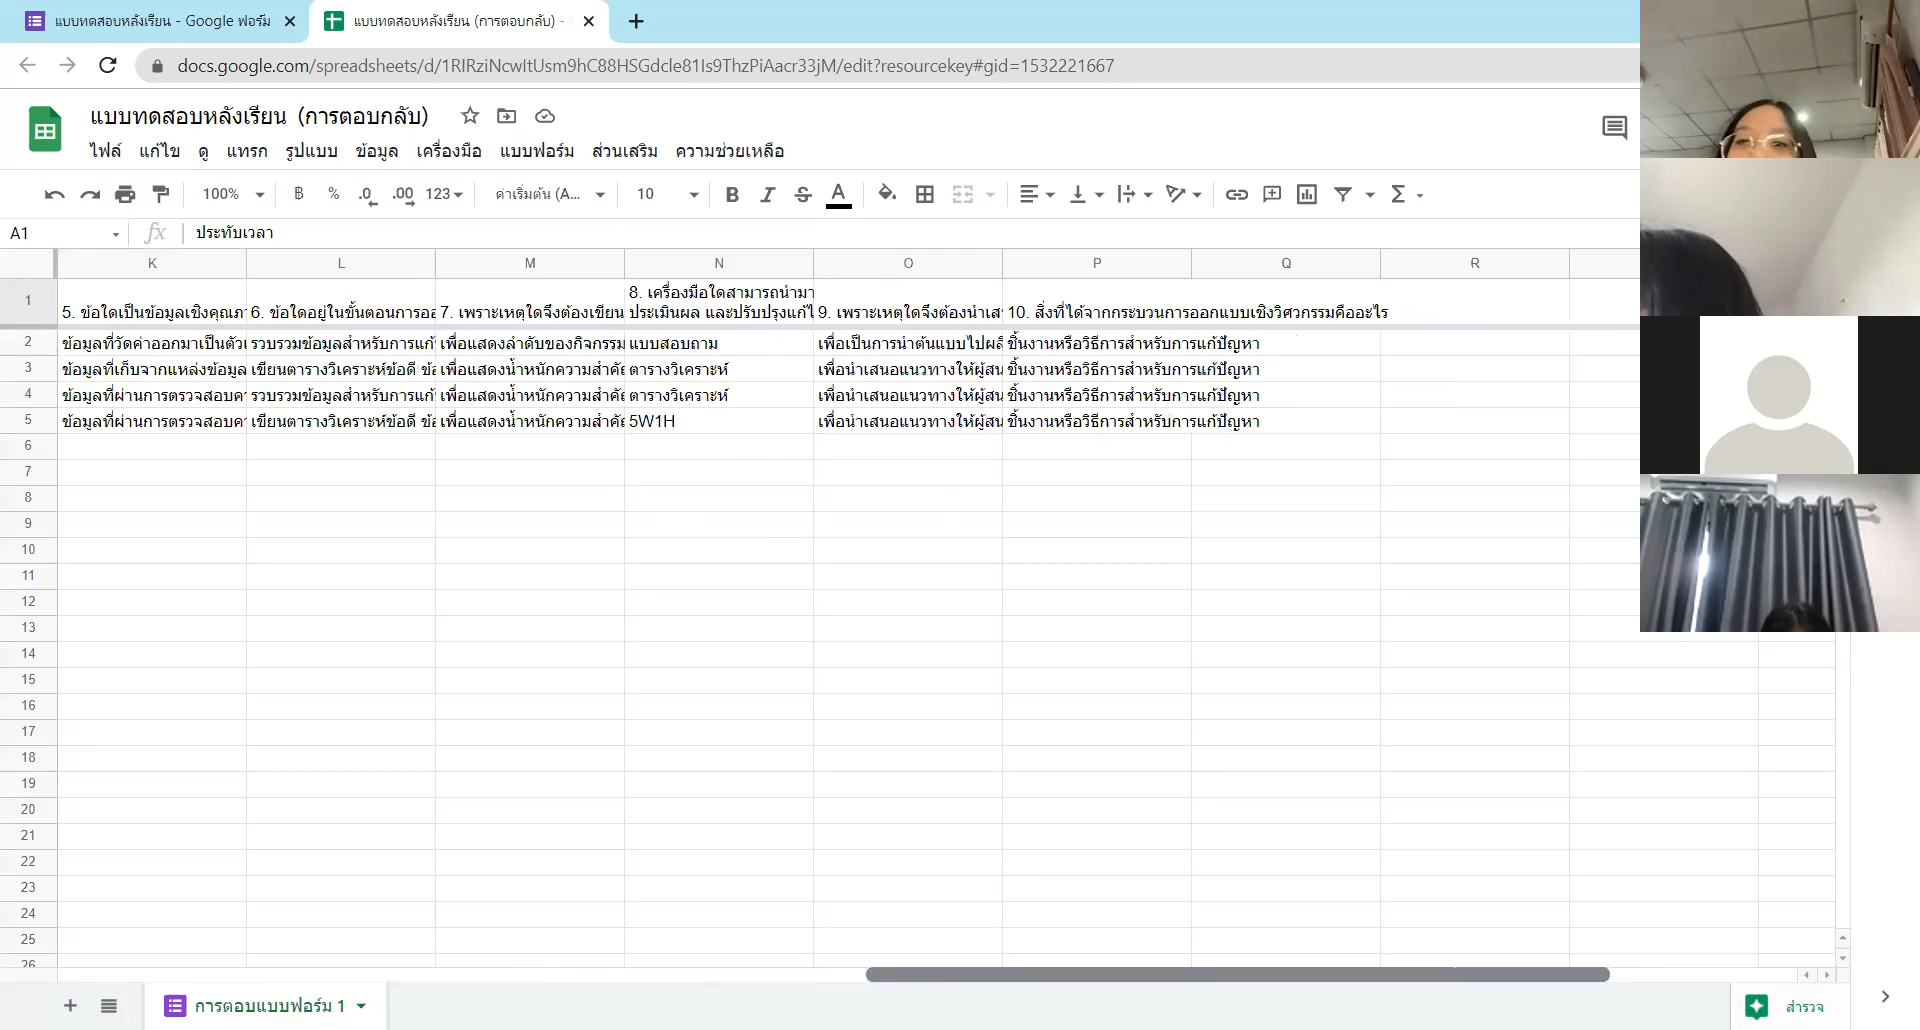 แบบทดสอบหลังเรียน - Google ฟอร์ม
แบบทดสอบหลังเรียน (การตอบกลับ) -
docs.google.com/spreadsheets/d/1RIRziNcwItUsm9hC88HSGdcle81Is9ThzPiAacr33jM/edit?resourcekey#gid=1532221667
แบบทดสอบหลังเรียน (การตอบกลับ)
ไฟล์ แก้ไข ดู แทรก รูปแบบ ข้อมูล เครื่องมือ แบบฟอร์ม ส่วนเสริม ความช่วยเหลือ
100% ฿ % .0 .00 123 ค่าเริ่มต้น (A... 10 B I S A
A1 fx ประทับเวลา
K L M N O P Q R
8. เครื่องมือใดสามารถนำมา
1 5. ข้อใดเป็นข้อมูลเชิงคุณภา 6. ข้อใดอยู่ในขั้นตอนการออ 7. เพราะเหตุใดจึงต้องเขียน ประเมินผล และปรับปรุงแก้ไ 9. เพราะเหตุใดจึงต้องนำเส 10. สิ่งที่ได้จากกระบวนการออกแบบเชิงวิศวกรรมคืออะไร
2 ข้อมูลที่วัดค่าออกมาเป็นตัวเ รวบรวมข้อมูลสำหรับการแก้ เพื่อแสดงลำดับของกิจกรรม แบบสอบถาม เพื่อเป็นการนำต้นแบบไปผลิ ชิ้นงานหรือวิธีการสำหรับการแก้ปัญหา
3 ข้อมูลที่เก็บจากแหล่งข้อมูล เขียนตารางวิเคราะห์ข้อดี ข้อ เพื่อแสดงน้ำหนักความสำคัญ ตารางวิเคราะห์ เพื่อนำเสนอแนวทางให้ผู้สน ชิ้นงานหรือวิธีการสำหรับการแก้ปัญหา
4 ข้อมูลที่ผ่านการตรวจสอบคว รวบรวมข้อมูลสำหรับการแก้ เพื่อแสดงน้ำหนักความสำคัญ ตารางวิเคราะห์ เพื่อนำเสนอแนวทางให้ผู้สน ชิ้นงานหรือวิธีการสำหรับการแก้ปัญหา
5 ข้อมูลที่ผ่านการตรวจสอบคว เขียนตารางวิเคราะห์ข้อดี ข้อ เพื่อแสดงน้ำหนักความสำคัญ 5W1H เพื่อนำเสนอแนวทางให้ผู้สน ชิ้นงานหรือวิธีการสำหรับการแก้ปัญหา
6
7
8
9
10
11
12
13
14
15
16
17
18
19
20
21
22
23
24
25
26
การตอบแบบฟอร์ม 1
สำรวจ